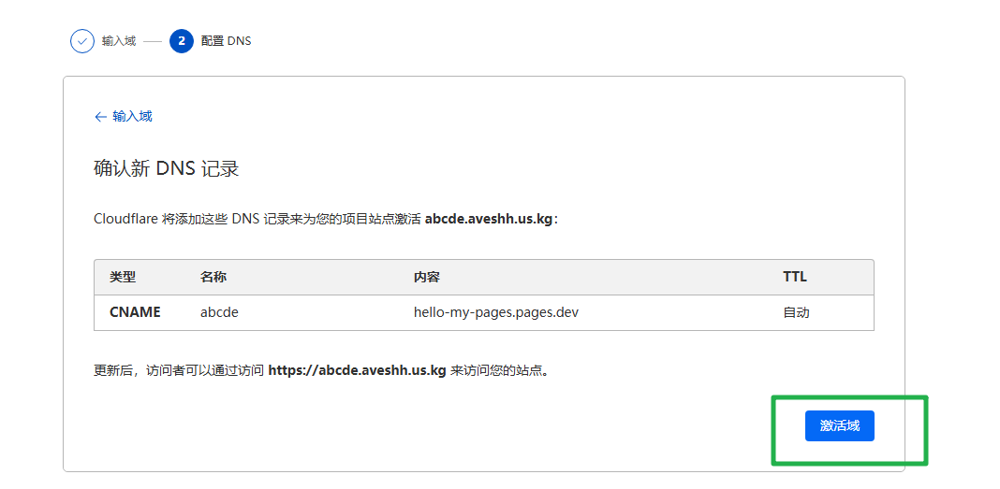 输入域 2 配置 DNS
← 输入域
确认新 DNS 记录
Cloudflare 将添加这些 DNS 记录来为您的项目站点激活 abcde.aveshh.us.kg：
类型 名称 内容 TTL
CNAME abcde hello-my-pages.pages.dev 自动
更新后，访问者可以通过访问 https://abcde.aveshh.us.kg 来访问您的站点。
激活域